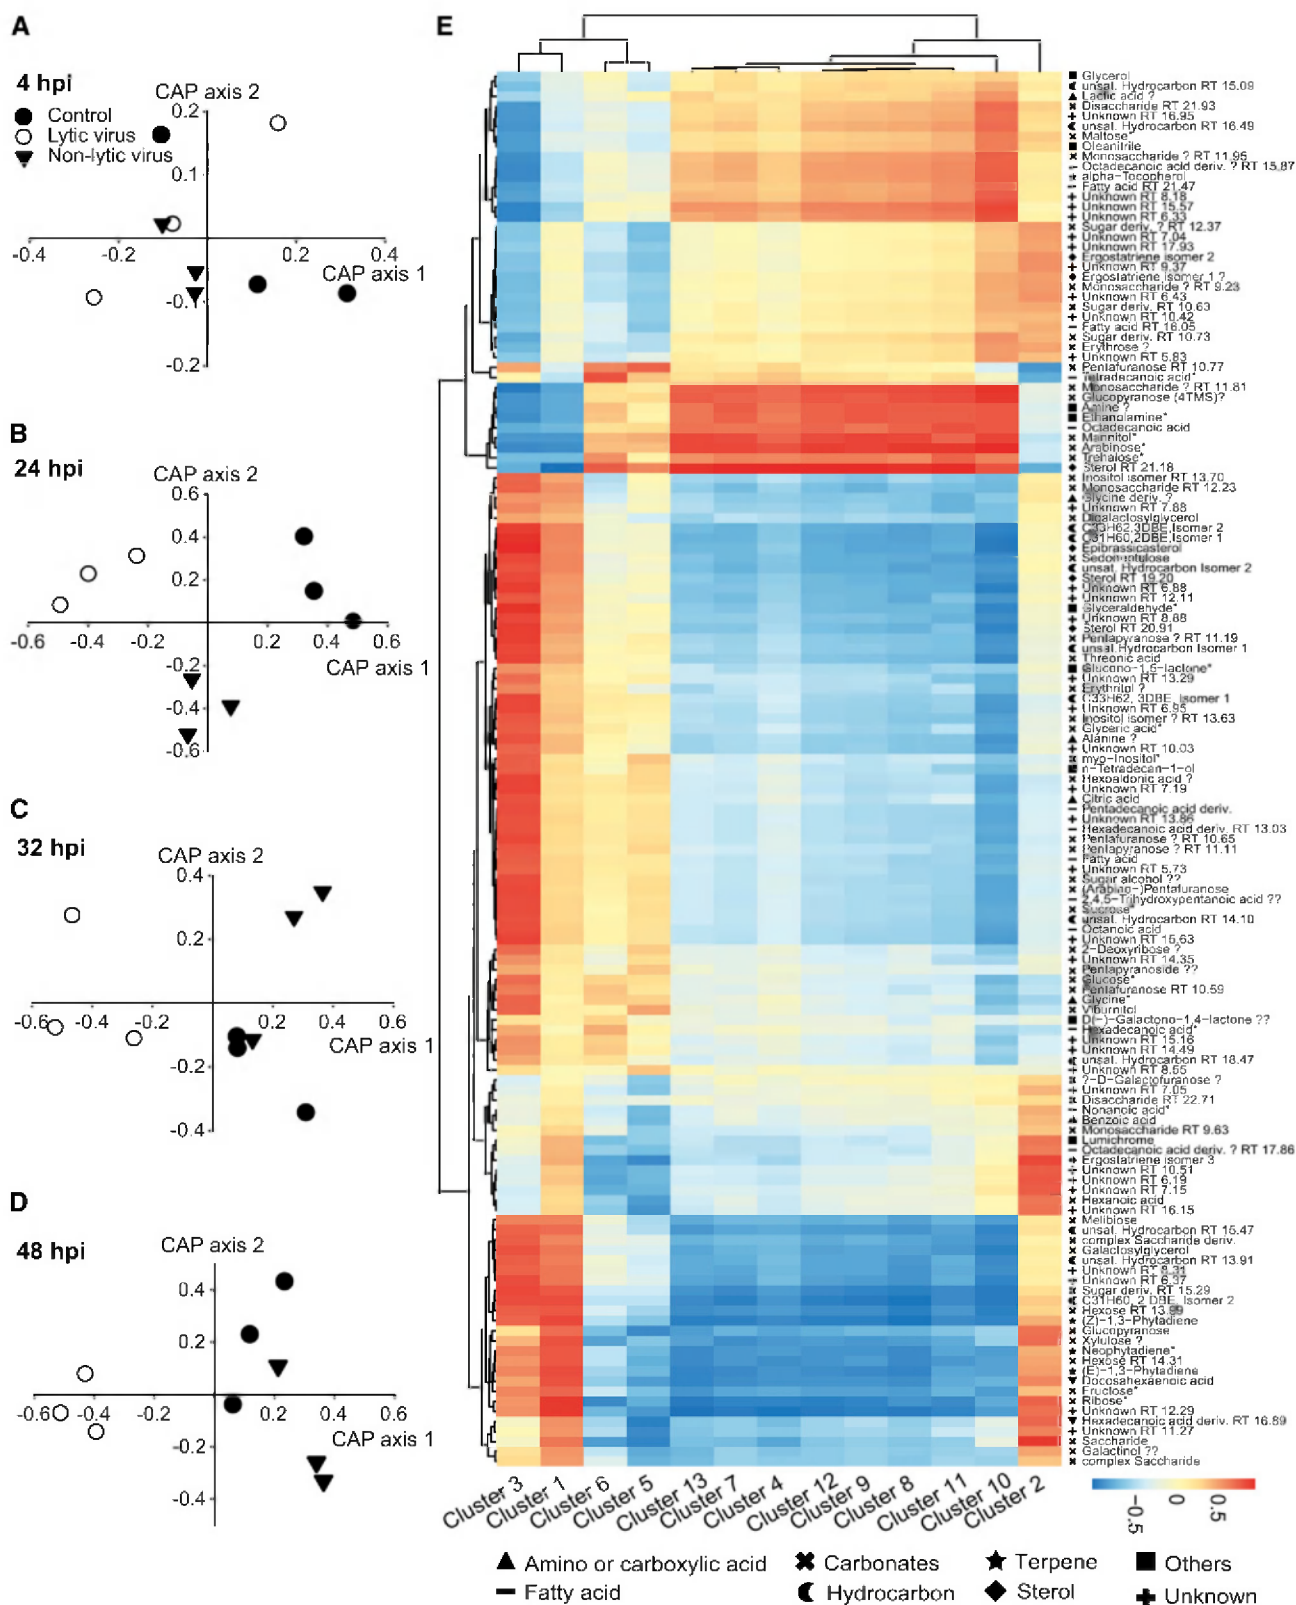 A
4 hpi
CAP axis 2
Control
Lytic virus
Non-lytic virus
0.2
0.1
-0.1
-0.2
-0.4
-0.2
0.2
0.4
CAP axis 1
B
24 hpi
CAP axis 2
0.6
0.4
0.2
-0.2
-0.4
-0.6
-0.6
-0.4
-0.2
0.2
0.4
0.6
CAP axis 1
C
32 hpi
CAP axis 2
0.4
0.2
-0.2
-0.4
-0.6
-0.4
-0.2
0.2
0.4
0.6
CAP axis 1
D
48 hpi
CAP axis 2
0.4
0.2
-0.2
-0.4
-0.6
-0.4
-0.2
0.2
0.4
0.6
CAP axis 1
E
Glycerol
unsat. Hydrocarbon RT 15.09
Lactic acid ?
Disaccharide RT 21.93
Unknown RT 16.95
unsat. Hydrocarbon RT 16.49
Maltose*
Oleanitrile
Monosaccharide ? RT 11.95
Octadecanoic acid deriv. ? RT 15.87
alpha-Tocopherol
Fatty acid RT 21.47
Unknown RT 8.18
Unknown RT 15.57
Unknown RT 6.33
Sugar deriv. ? RT 12.37
Unknown RT 7.04
Unknown RT 17.93
Ergostatriene isomer 2
Unknown RT 9.37
Ergostatriene isomer 1 ?
Monosaccharide ? RT 9.23
Unknown RT 6.43
Sugar deriv. RT 10.63
Unknown RT 10.42
Fatty acid RT 16.05
Sugar deriv. RT 10.73
Erythrose ?
Unknown RT 5.83
Pentafuranose RT 10.77
Tetradecanoic acid*
Monosaccharide ? RT 11.81
Glucopyranose (4TMS)?
Amine ?
Ethanolamine*
Octadecanoic acid
Mannitol*
Arabinose*
Trehalose*
Sterol RT 21.18
Inositol isomer RT 13.70
Monosaccharide RT 12.23
Glycine deriv. ?
Unknown RT 7.88
Digalactosylglycerol
C33H62,3DBE,Isomer 2
C31H60,2DBE,Isomer 1
Epibrassicasterol
Sedoheptulose
unsat. Hydrocarbon Isomer 2
Sterol RT 19.20
Unknown RT 6.88
Unknown RT 12.11
Glyceraldehyde*
Unknown RT 8.88
Sterol RT 20.91
Pentapyranose ? RT 11.19
unsat.Hydrocarbon Isomer 1
Threonic acid
Glucono-1,5-lactone*
Unknown RT 13.29
Erythritol ?
C33H62, 3DBE, Isomer 1
Unknown RT 6.95
Inositol isomer ? RT 13.63
Glyceric acid*
Alanine ?
Unknown RT 10.03
myo-Inositol*
n-Tetradecan-1-ol
Hexoaldonic acid ?
Unknown RT 7.19
Citric acid
Pentadecanoic acid deriv.
Unknown RT 13.86
Hexadecanoic acid deriv. RT 13.03
Pentafuranose ? RT 10.65
Pentapyranose ? RT 11.11
Fatty acid
Unknown RT 5.73
Sugar alcohol ??
(Arabino-)Pentafuranose
2,4,5-Trihydroxypentanoic acid ??
Sucrose*
unsat. Hydrocarbon RT 14.10
Octanoic acid
Unknown RT 15.63
2-Deoxyribose ?
Unknown RT 14.35
Pentapyranoside ??
Glucose*
Pentafuranose RT 10.59
Glycine*
Viburnitol
D(-)-Galactono-1,4-lactone ??
Hexadecanoic acid*
Unknown RT 15.16
Unknown RT 14.49
unsat. Hydrocarbon RT 18.47
Unknown RT 8.55
?-D-Galactofuranose ?
Unknown RT 7.05
Disaccharide RT 22.71
Nonanoic acid*
Benzoic acid
Monosaccharide RT 9.63
Lumichrome
Octadecanoic acid deriv. ? RT 17.86
Ergostatriene isomer 3
Unknown RT 10.51
Unknown RT 6.19
Unknown RT 7.15
Hexanoic acid
Unknown RT 16.15
Melibiose
unsat. Hydrocarbon RT 15.47
complex Saccharide deriv.
Galactosylglycerol
unsat. Hydrocarbon RT 13.91
Unknown RT 8.31
Unknown RT 6.37
Sugar deriv. RT 15.29
C31H60, 2 DBE, Isomer 2
Hexose RT 13.99
(Z)-1,3-Phytadiene
Glucopyranose
Xylulose ?
Neophytadiene*
Hexose RT 14.31
(E)-1,3-Phytadiene
Docosahexaenoic acid
Fructose*
Ribose*
Unknown RT 12.29
Hexadecanoic acid deriv. RT 16.89
Unknown RT 11.27
Saccharide
Galactinol ??
complex Saccharide
Cluster 3
Cluster 1
Cluster 6
Cluster 5
Cluster 13
Cluster 7
Cluster 4
Cluster 12
Cluster 9
Cluster 8
Cluster 11
Cluster 10
Cluster 2
-0.5
0
0.5
Amino or carboxylic acid
Carbonates
Terpene
Others
Fatty acid
Hydrocarbon
Sterol
Unknown